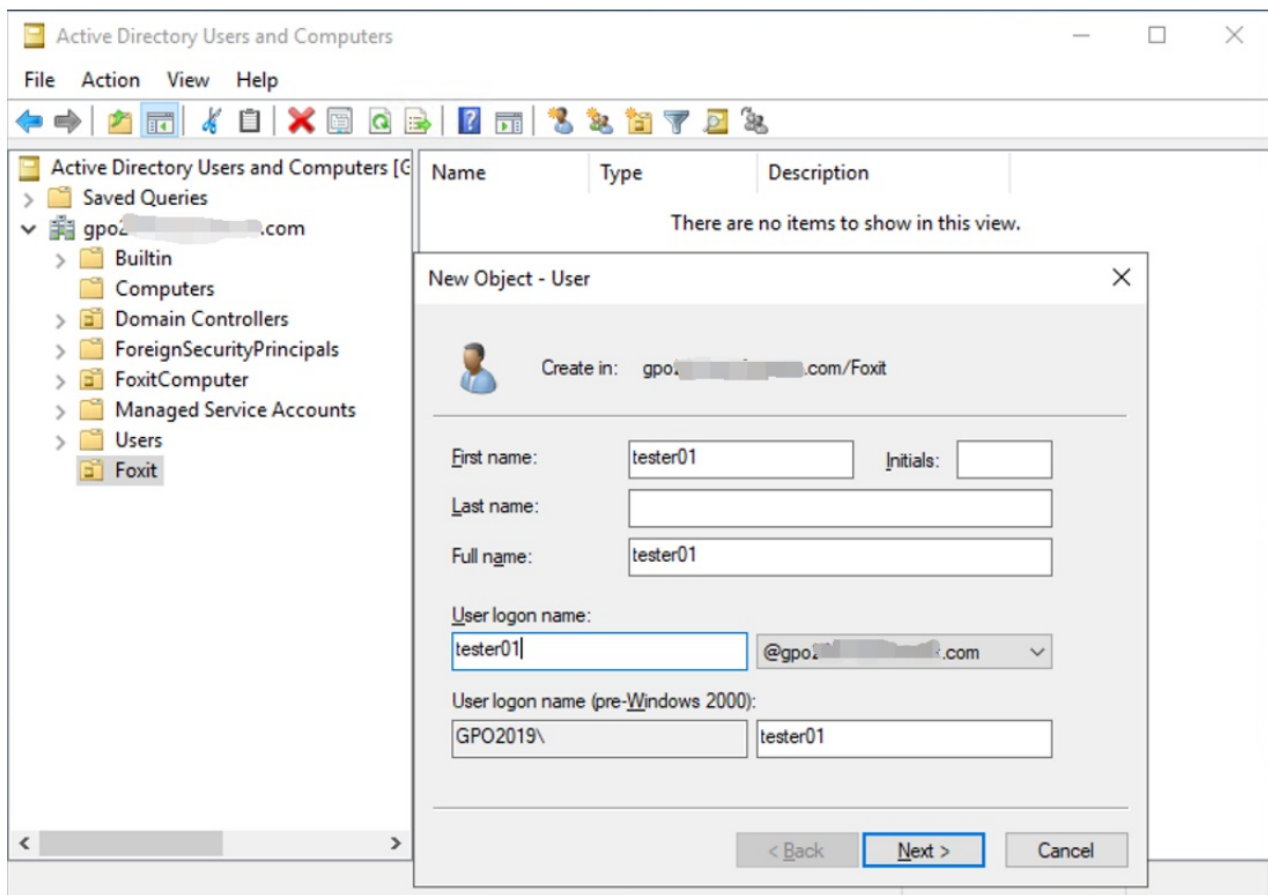 Active Directory Users and Computers
File Action View Help
Active Directory Users and Computers [G
Saved Queries
gpo2 .com
Builtin
Computers
Domain Controllers
ForeignSecurityPrincipals
FoxitComputer
Managed Service Accounts
Users
Foxit
Name Type Description
There are no items to show in this view.
New Object - User
Create in: gpo .com/Foxit
First name: tester01 Initials:
Last name:
Full name: tester01
User logon name:
tester01 @gpo .com
User logon name (pre-Windows 2000):
GPO2019\ tester01
< Back Next > Cancel